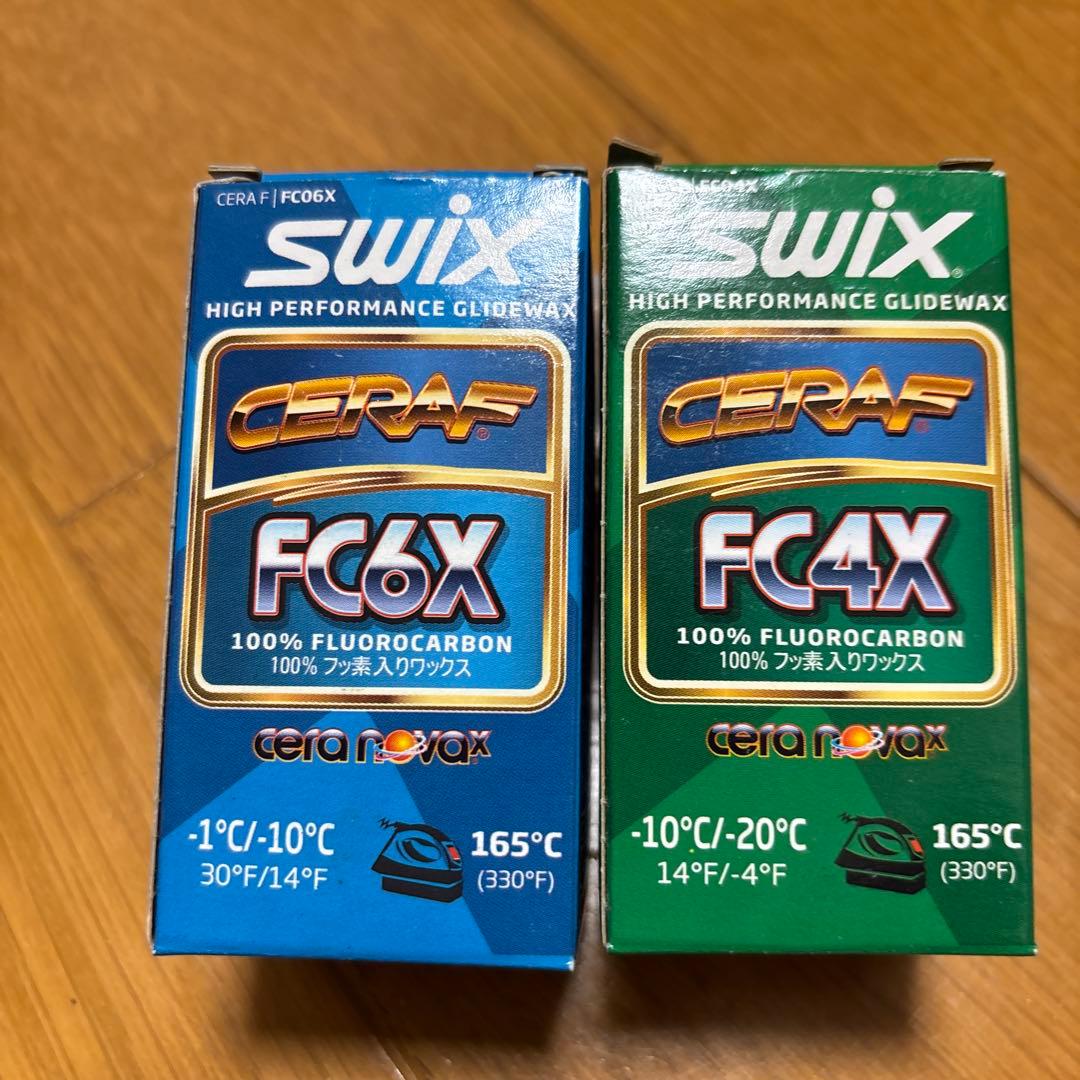 CERA F | FC06X
swix
HIGH PERFORMANCE GLIDEWAX
CERAF®
FC6X
100% FLUOROCARBON
100% フッ素入りワックス
cera novax
-1°C/-10°C
30°F/14°F
165°C
(330°F)
FC04X
swix®
HIGH PERFORMANCE GLIDEWAX
CERAF®
FC4X
100% FLUOROCARBON
100% フッ素入りワックス
cera novax
-10°C/-20°C
14°F/-4°F
165°C
(330°F)